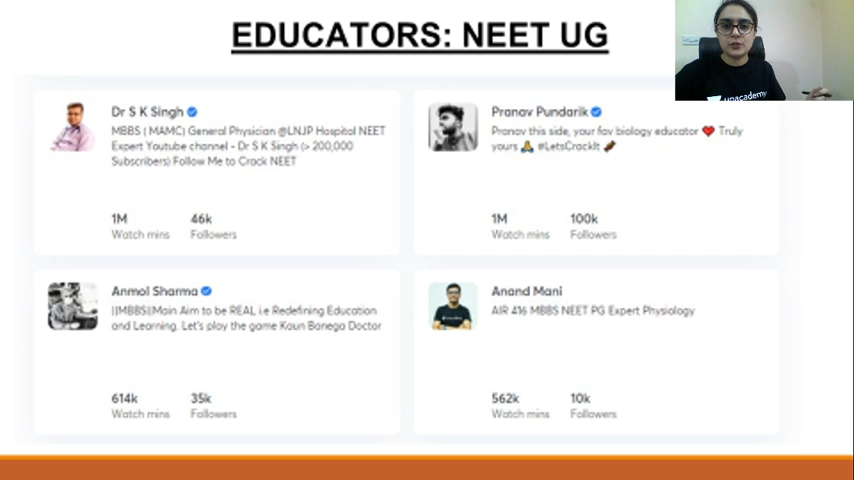 EDUCATORS: NEET UG
unacademy
Dr S K Singh
MBBS ( MAMC) General Physician @LNJP Hospital NEET
Expert Youtube channel - Dr S K Singh (> 200,000
Subscribers) Follow Me to Crack NEET
1M 46k
Watch mins Followers
Pranav Pundarik
Pranav this side, your fav biology educator ❤️ Truly
yours 🙏 #LetsCrackIt 🧨
1M 100k
Watch mins Followers
Anmol Sharma
||MBBS||Main Aim to be REAL i.e Redefining Education
and Learning. Let's play the game Kaun Banega Doctor
614k 35k
Watch mins Followers
Anand Mani
AIR 416 MBBS NEET PG Expert Physiology
562k 10k
Watch mins Followers